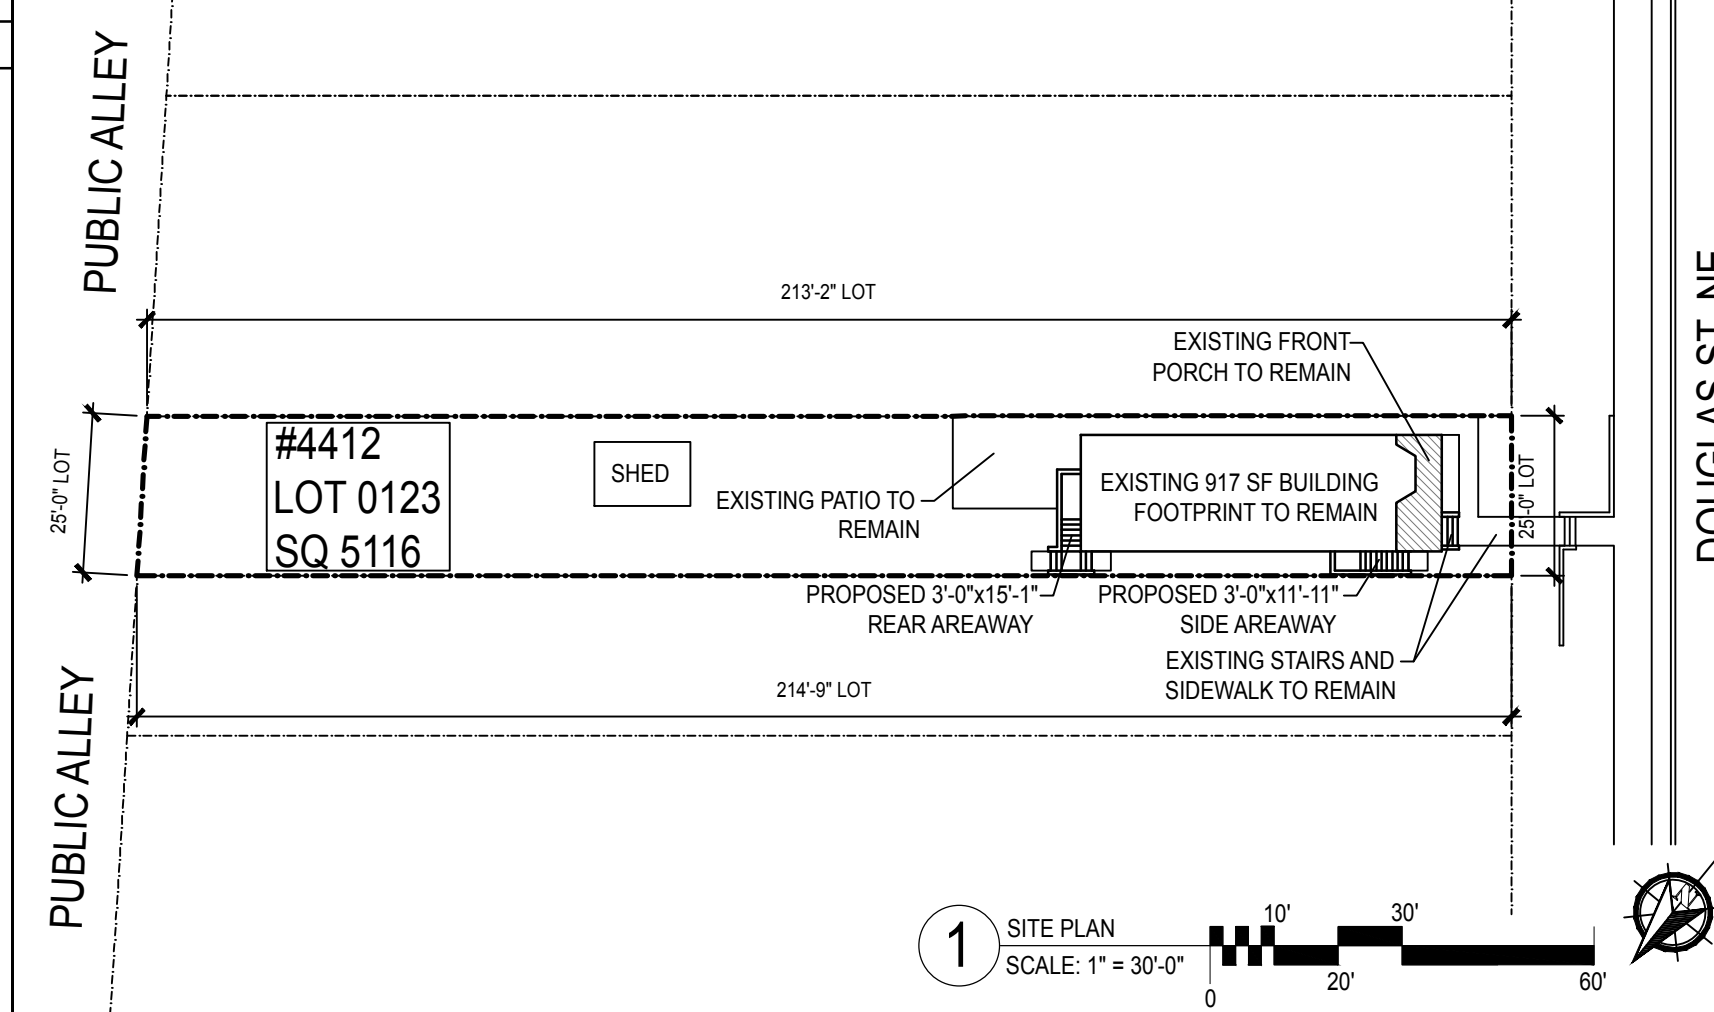 PUBLIC ALLEY
213'-2" LOT
EXISTING FRONT
PORCH TO REMAIN
25'-0" LOT
#4412
LOT 0123
SQ 5116
SHED
EXISTING PATIO TO
REMAIN
EXISTING 917 SF BUILDING
FOOTPRINT TO REMAIN
25'-0" LOT
DOUGLAS ST. NE
PROPOSED 3'-0"x15'-1"
REAR AREAWAY
PROPOSED 3'-0"x11'-11"
SIDE AREAWAY
EXISTING STAIRS AND
SIDEWALK TO REMAIN
214'-9" LOT
PUBLIC ALLEY
1
SITE PLAN
SCALE: 1" = 30'-0"
10'
30'
0
20'
60'